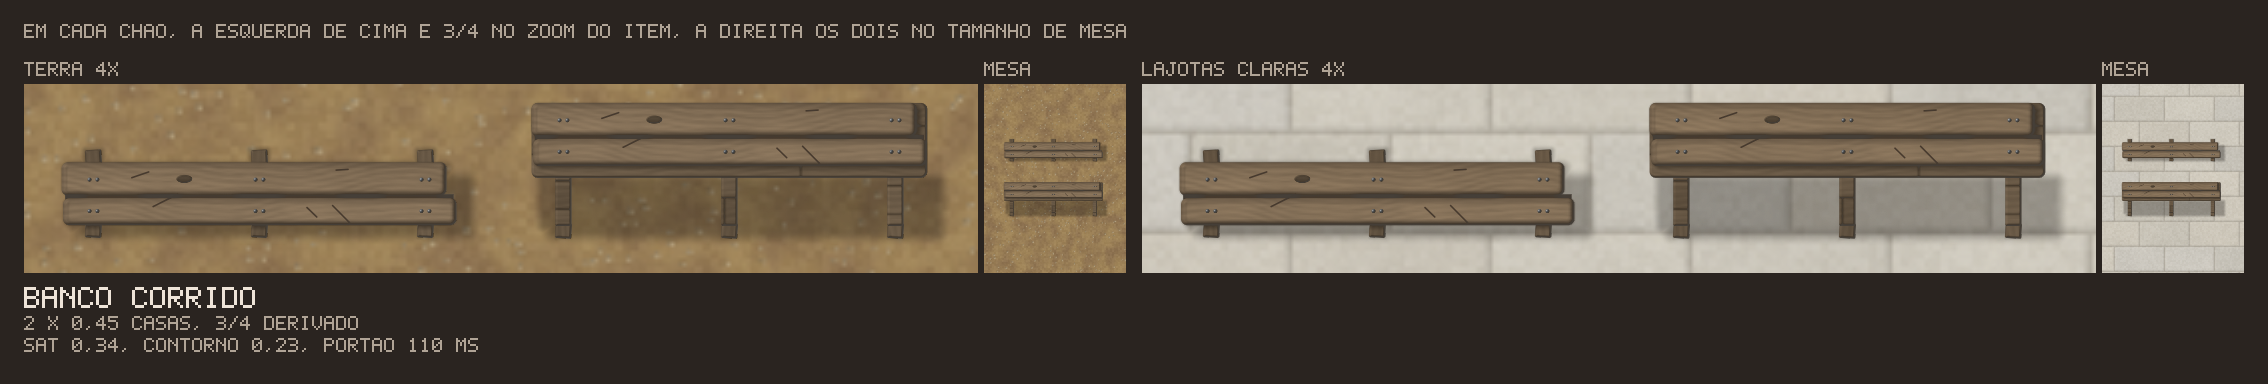 EM CADA CHAO, A ESQUERDA DE CIMA E 3/4 NO ZOOM DO ITEM, A DIREITA OS DOIS NO TAMANHO DE MESA
TERRA 4X
MESA
LAJOTAS CLARAS 4X
MESA
BANCO CORRIDO
2 X 0,45 CASAS, 3/4 DERIVADO
SAT 0,34, CONTORNO 0,23, PORTAO 110 MS